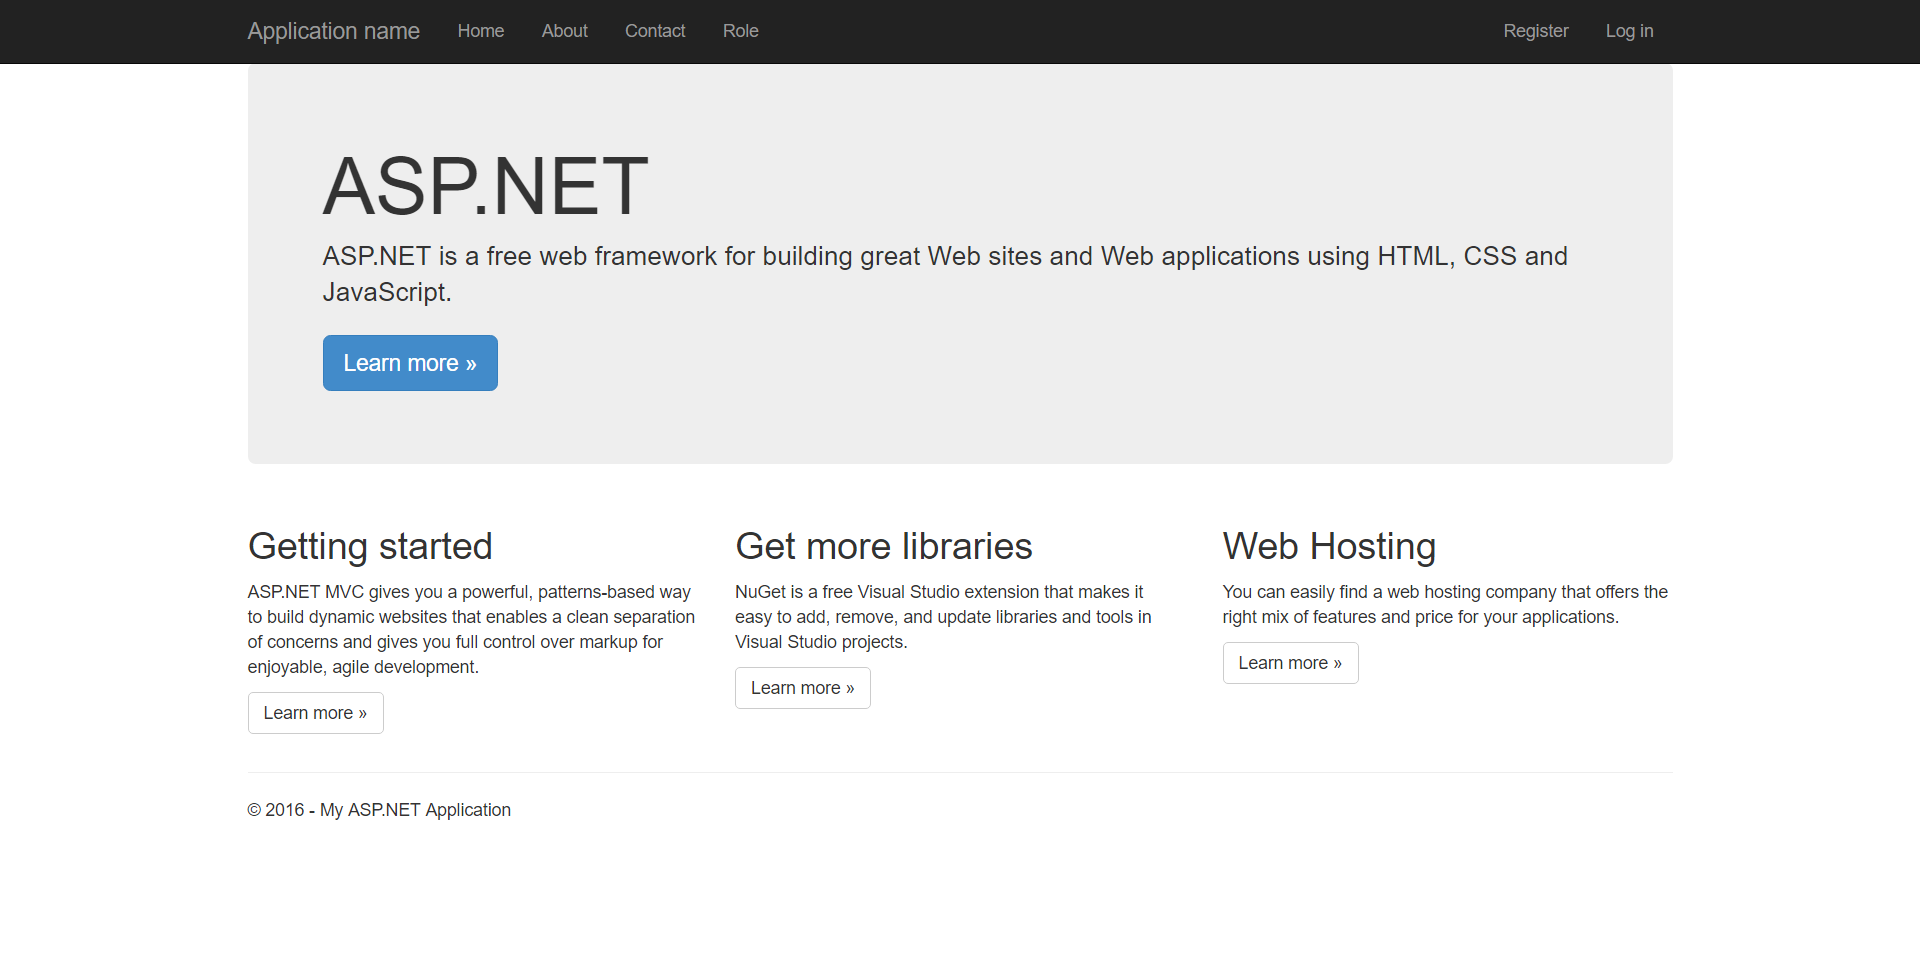 Application name Home About Contact Role Register Log in
ASP.NET
ASP.NET is a free web framework for building great Web sites and Web applications using HTML, CSS and
JavaScript.
Learn more »
Getting started
ASP.NET MVC gives you a powerful, patterns-based way
to build dynamic websites that enables a clean separation
of concerns and gives you full control over markup for
enjoyable, agile development.
Learn more »
Get more libraries
NuGet is a free Visual Studio extension that makes it
easy to add, remove, and update libraries and tools in
Visual Studio projects.
Learn more »
Web Hosting
You can easily find a web hosting company that offers the
right mix of features and price for your applications.
Learn more »
© 2016 - My ASP.NET Application